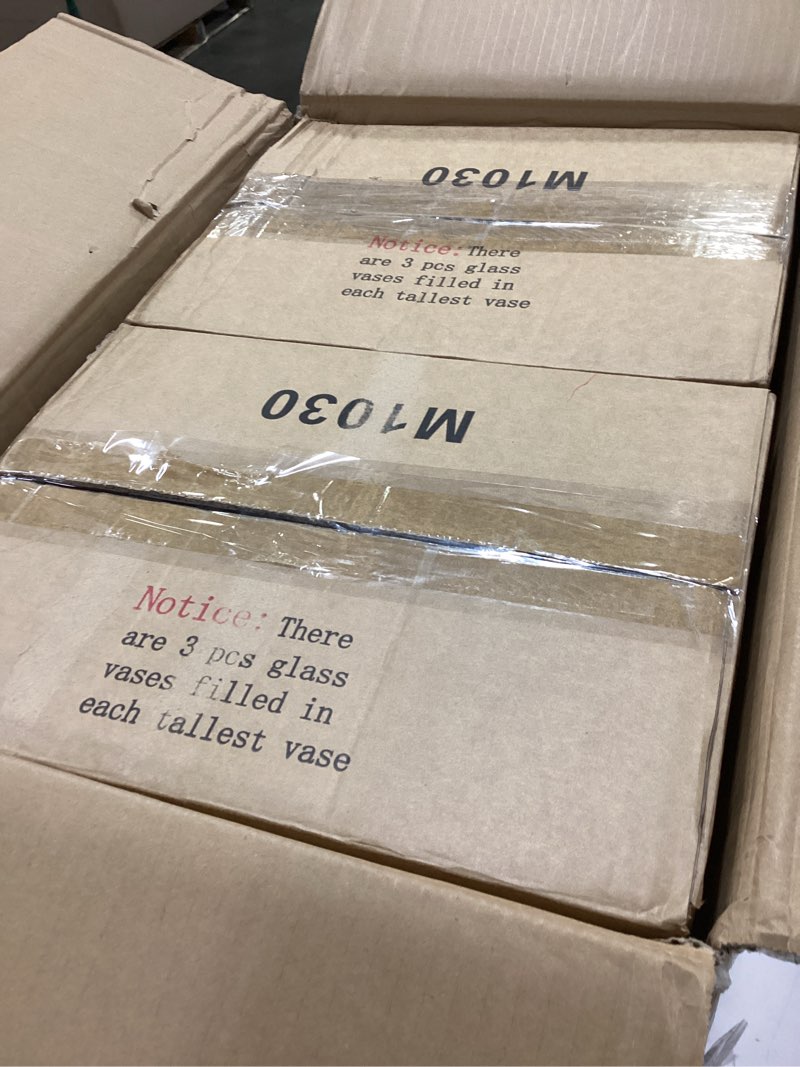 M1030
Notice: There
are 3 pcs glass
vases filled in
each tallest vase
M1030
Notice: There
are 3 pcs glass
vases filled in
each tallest vase